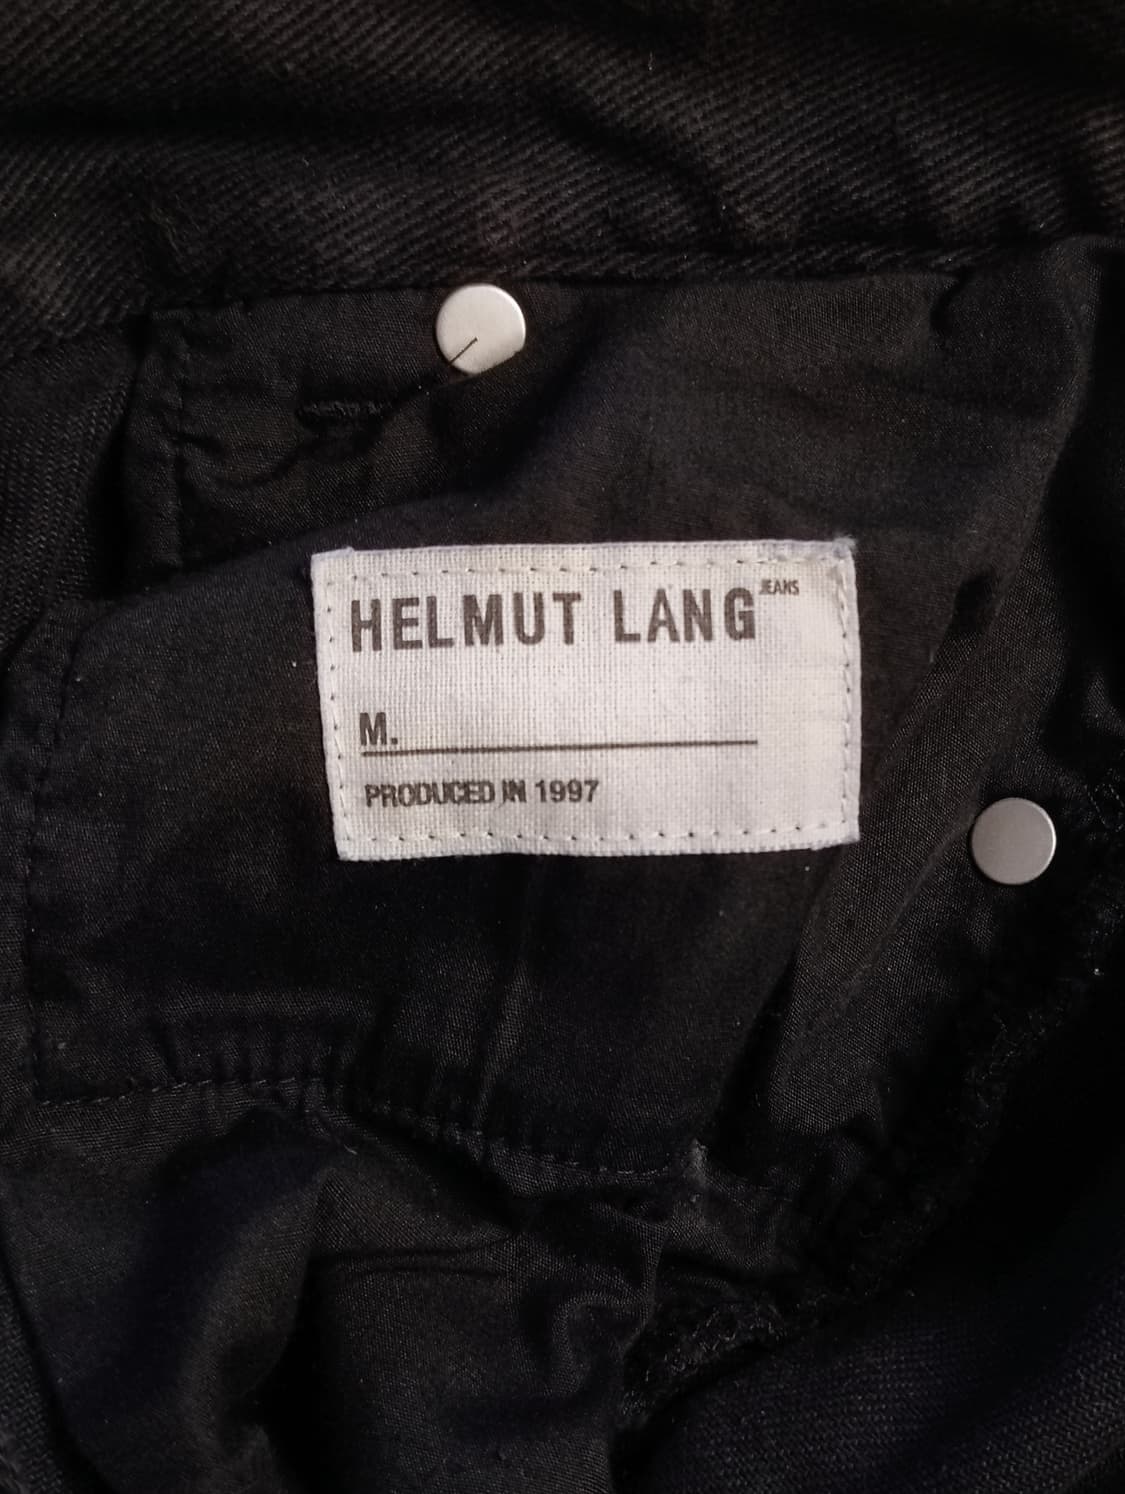 HELMUT LANG JEANS
M.
PRODUCED IN 1997